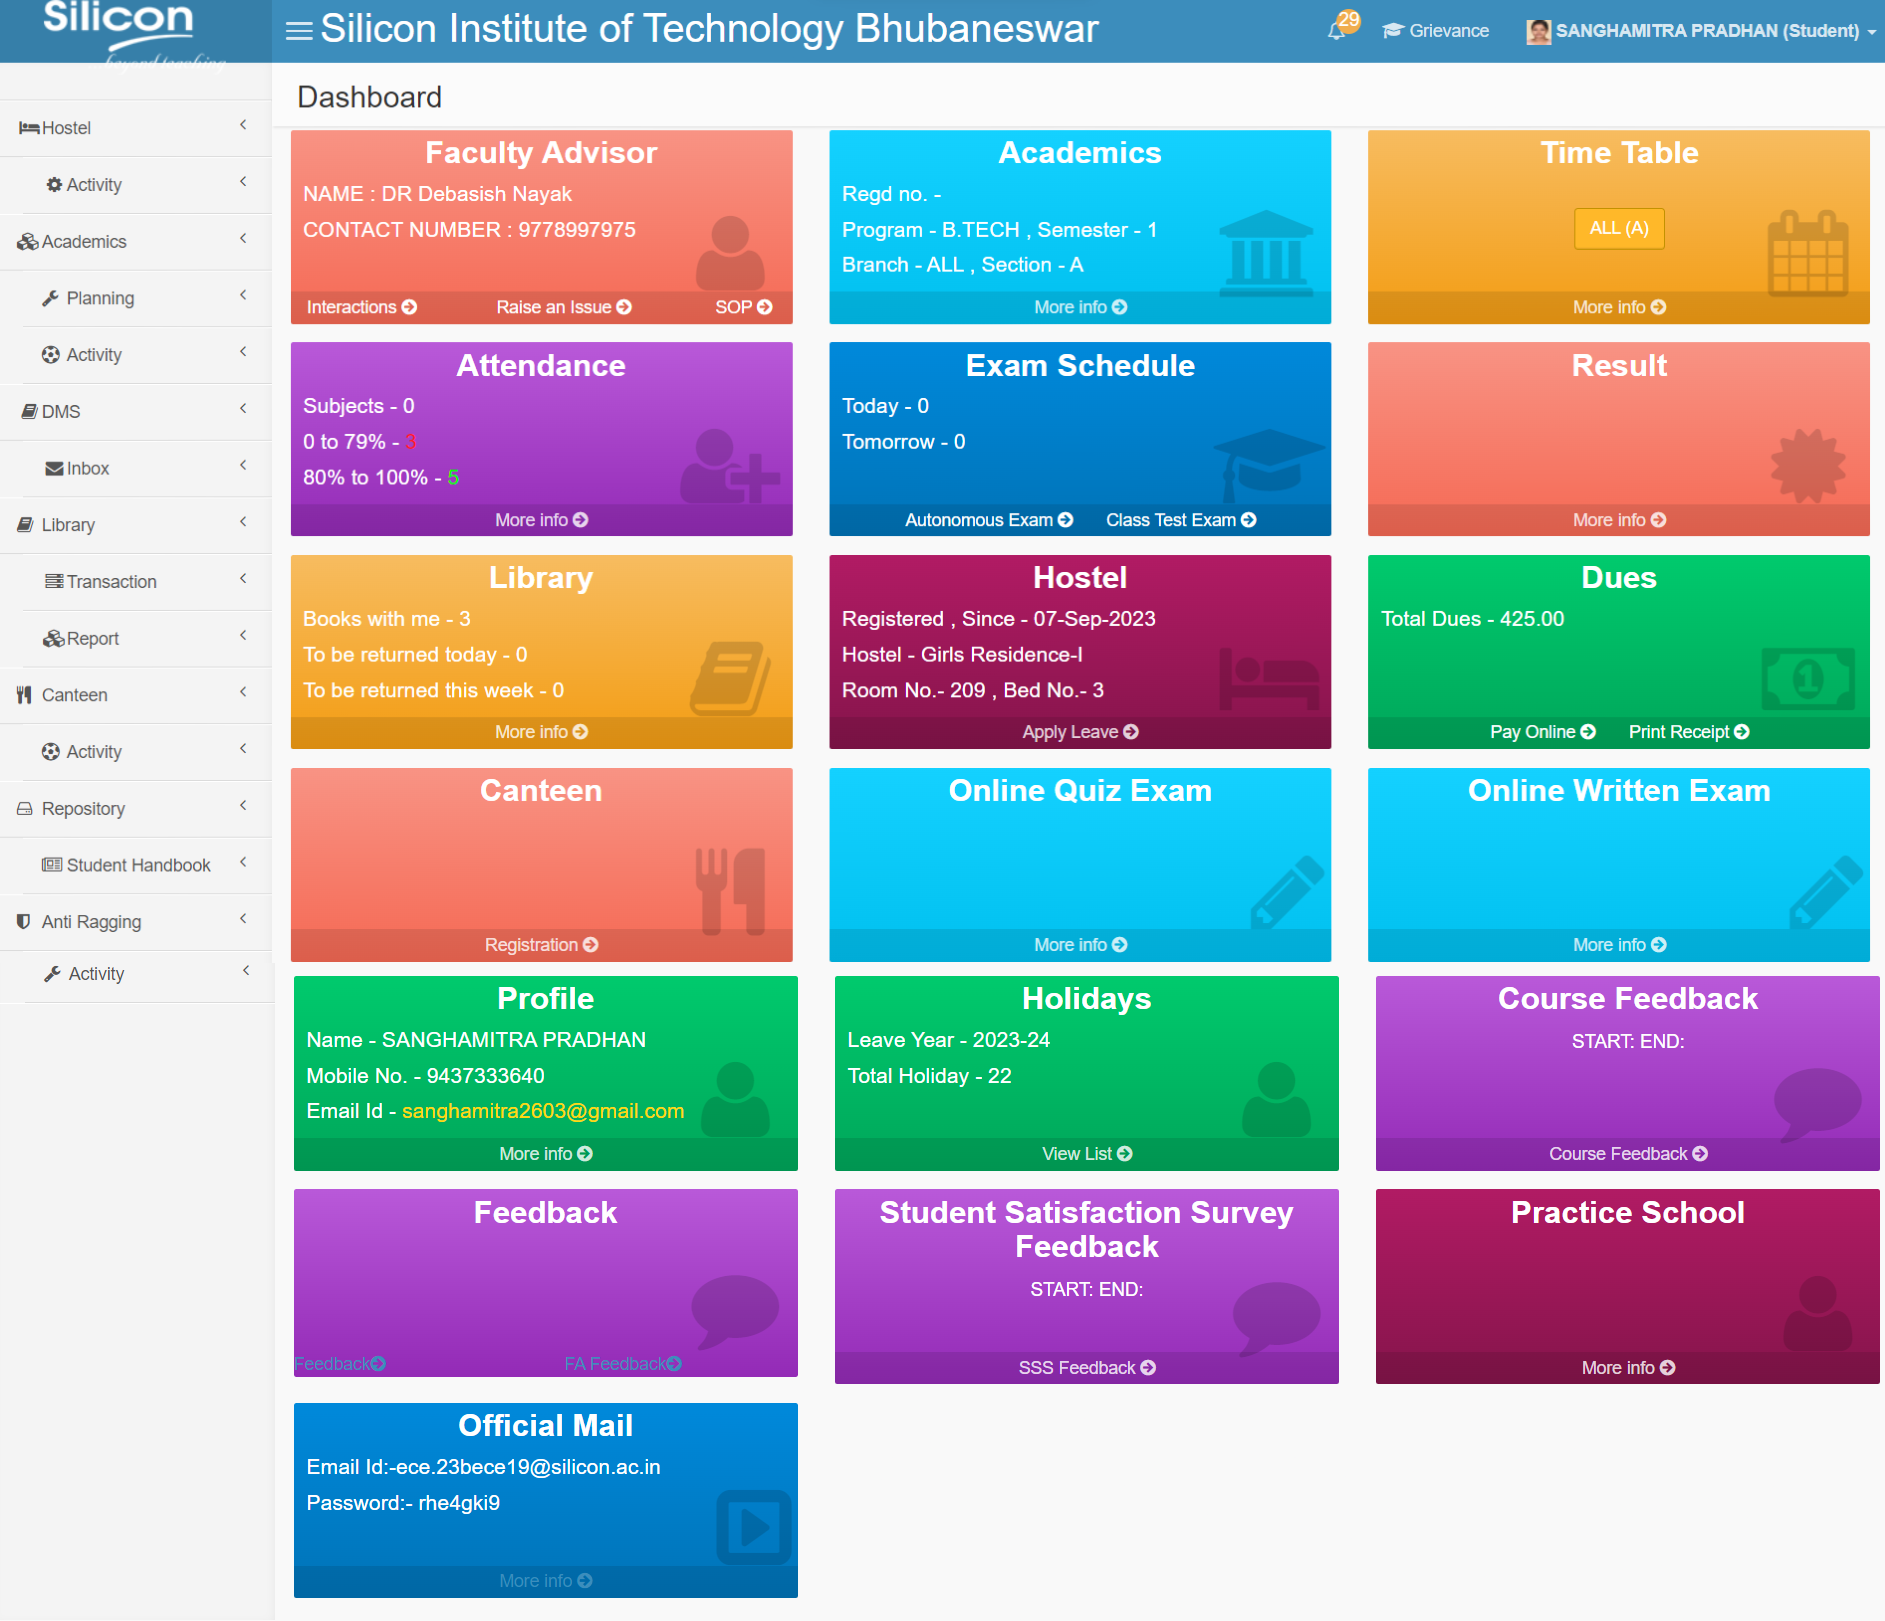 Silicon
beyond teaching
Silicon Institute of Technology Bhubaneswar
29
Grievance
SANGHAMITRA PRADHAN (Student)
Hostel
Activity
Academics
Planning
Activity
DMS
Inbox
Library
Transaction
Report
Canteen
Activity
Repository
Student Handbook
Anti Ragging
Activity
Dashboard
Faculty Advisor
NAME : DR Debasish Nayak
CONTACT NUMBER : 9778997975
Interactions
Raise an Issue
SOP
Academics
Regd no. -
Program - B.TECH , Semester - 1
Branch - ALL , Section - A
More info
Time Table
ALL (A)
More info
Attendance
Subjects - 0
0 to 79% - 3
80% to 100% - 5
More info
Exam Schedule
Today - 0
Tomorrow - 0
Autonomous Exam
Class Test Exam
Result
More info
Library
Books with me - 3
To be returned today - 0
To be returned this week - 0
More info
Hostel
Registered , Since - 07-Sep-2023
Hostel - Girls Residence-I
Room No.- 209 , Bed No.- 3
Apply Leave
Dues
Total Dues - 425.00
1
Pay Online
Print Receipt
Canteen
Registration
Online Quiz Exam
More info
Online Written Exam
More info
Profile
Name - SANGHAMITRA PRADHAN
Mobile No. - 9437333640
Email Id - sanghamitra2603@gmail.com
More info
Holidays
Leave Year - 2023-24
Total Holiday - 22
View List
Course Feedback
START: END:
Course Feedback
Feedback
Feedback
FA Feedback
Student Satisfaction Survey
Feedback
START: END:
SSS Feedback
Practice School
More info
Official Mail
Email Id:-ece.23bece19@silicon.ac.in
Password:- rhe4gki9
More info